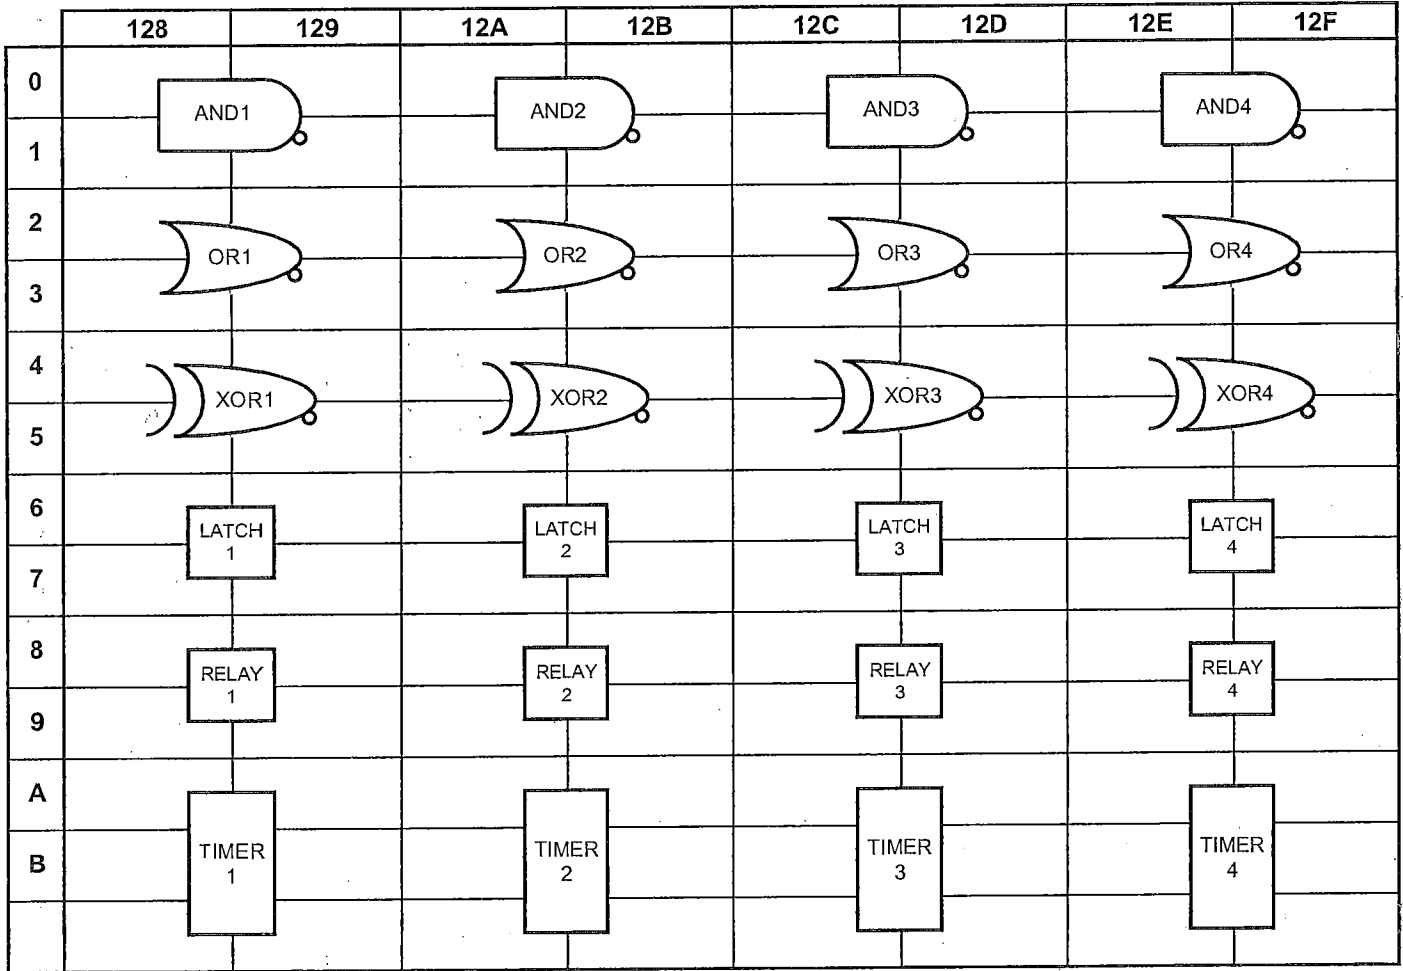 128 129 12A 12B 12C 12D 12E 12F
0
AND1 AND2 AND3 AND4
1
2
OR1 OR2 OR3 OR4
3
4
XOR1 XOR2 XOR3 XOR4
5
6
LATCH LATCH LATCH LATCH
1 2 3 4
7
8
RELAY RELAY RELAY RELAY
1 2 3 4
9
A
TIMER TIMER TIMER TIMER
B
1 2 3 4